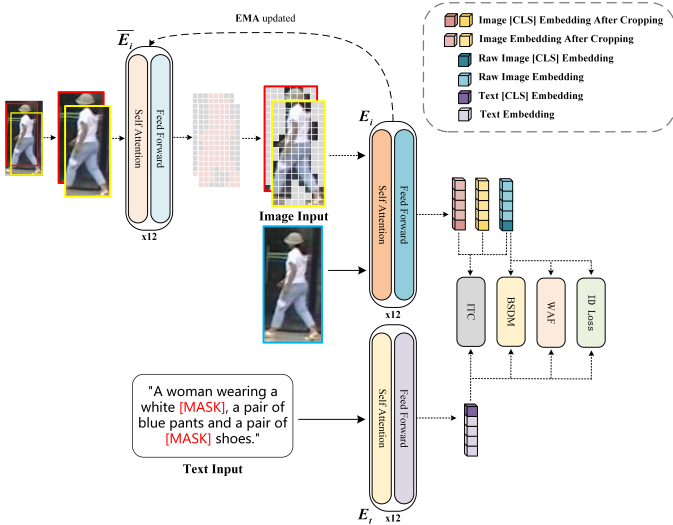 EMA updated
E̅ᵢ
Self Attention
Feed Forward
x12
Image Input
Eᵢ
Self Attention
Feed Forward
x12
Image [CLS] Embedding After Cropping
Image Embedding After Cropping
Raw Image [CLS] Embedding
Raw Image Embedding
Text [CLS] Embedding
Text Embedding
ITC
BSDM
WAF
ID Loss
"A woman wearing a
white [MASK], a pair of
blue pants and a pair of
[MASK] shoes."
Text Input
Self Attention
Feed Forward
Eₜ
x12